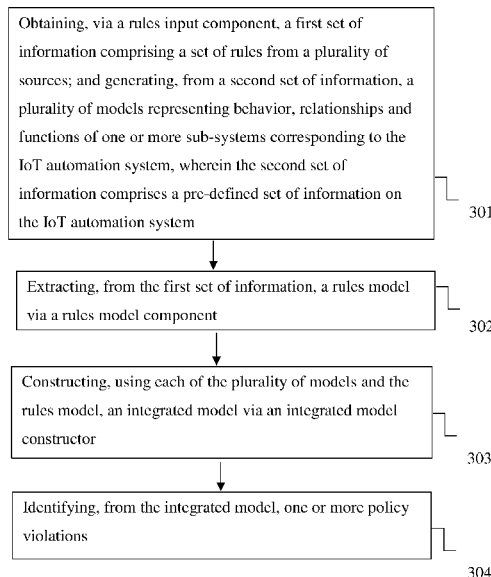 Obtaining, via a rules input component, a first set of
information comprising a set of rules from a plurality of
sources; and generating, from a second set of information, a
plurality of models representing behavior, relationships and
functions of one or more sub-systems corresponding to the
IoT automation system, wherein the second set of
information comprises a pre-defined set of information on
the IoT automation system
301
Extracting, from the first set of information, a rules model
via a rules model component
302
Constructing, using each of the plurality of models and the
rules model, an integrated model via an integrated model
constructor
303
Identifying, from the integrated model, one or more policy
violations
304